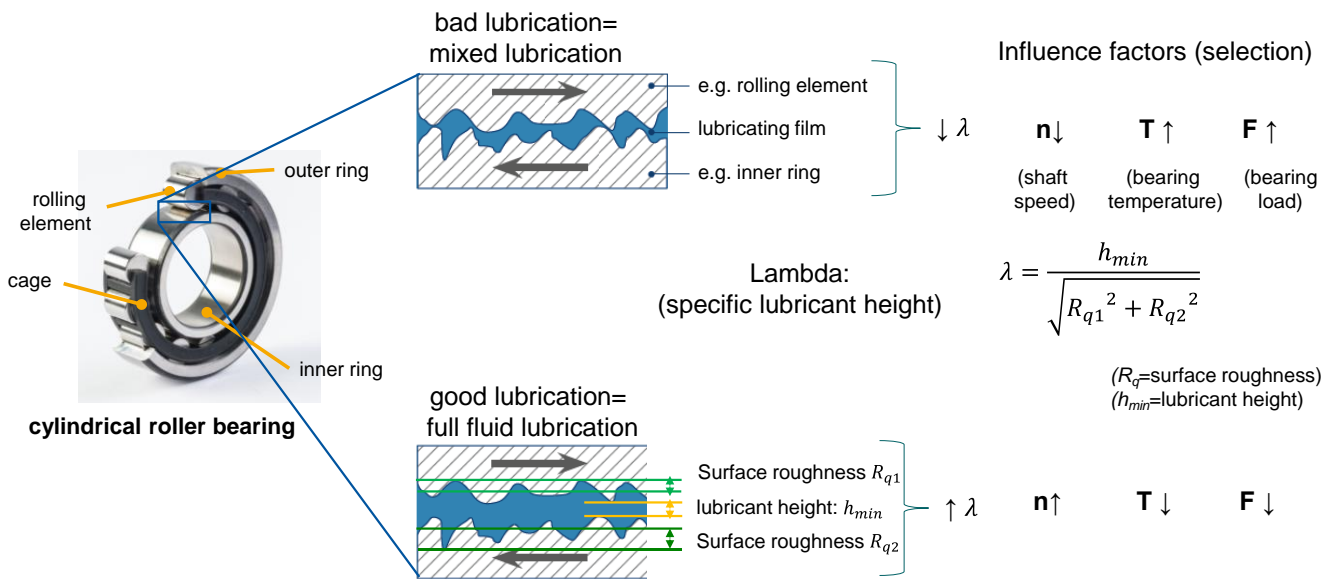 bad lubrication=
mixed lubrication
Influence factors (selection)
e.g. rolling element
lubricating film
e.g. inner ring
↓ λ
n↓ T ↑ F ↑
(shaft
speed)
(bearing
temperature)
(bearing
load)
outer ring
rolling
element
cage
inner ring
cylindrical roller bearing
Lambda:
(specific lubricant height)
λ = h_min / √(R_q1² + R_q2²)
(R_q=surface roughness)
(h_min=lubricant height)
good lubrication=
full fluid lubrication
Surface roughness R_q1
lubricant height: h_min
Surface roughness R_q2
↑ λ
n↑ T ↓ F ↓